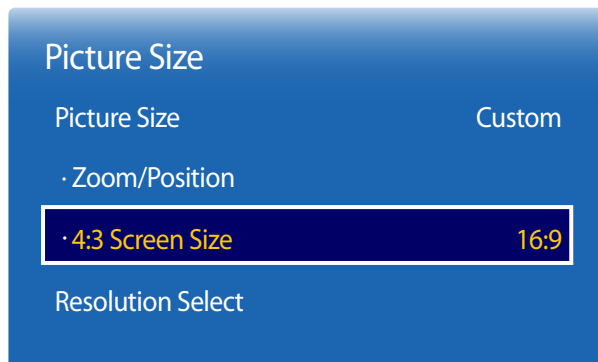 Picture Size
Picture Size Custom
· Zoom/Position
· 4:3 Screen Size 16:9
Resolution Select